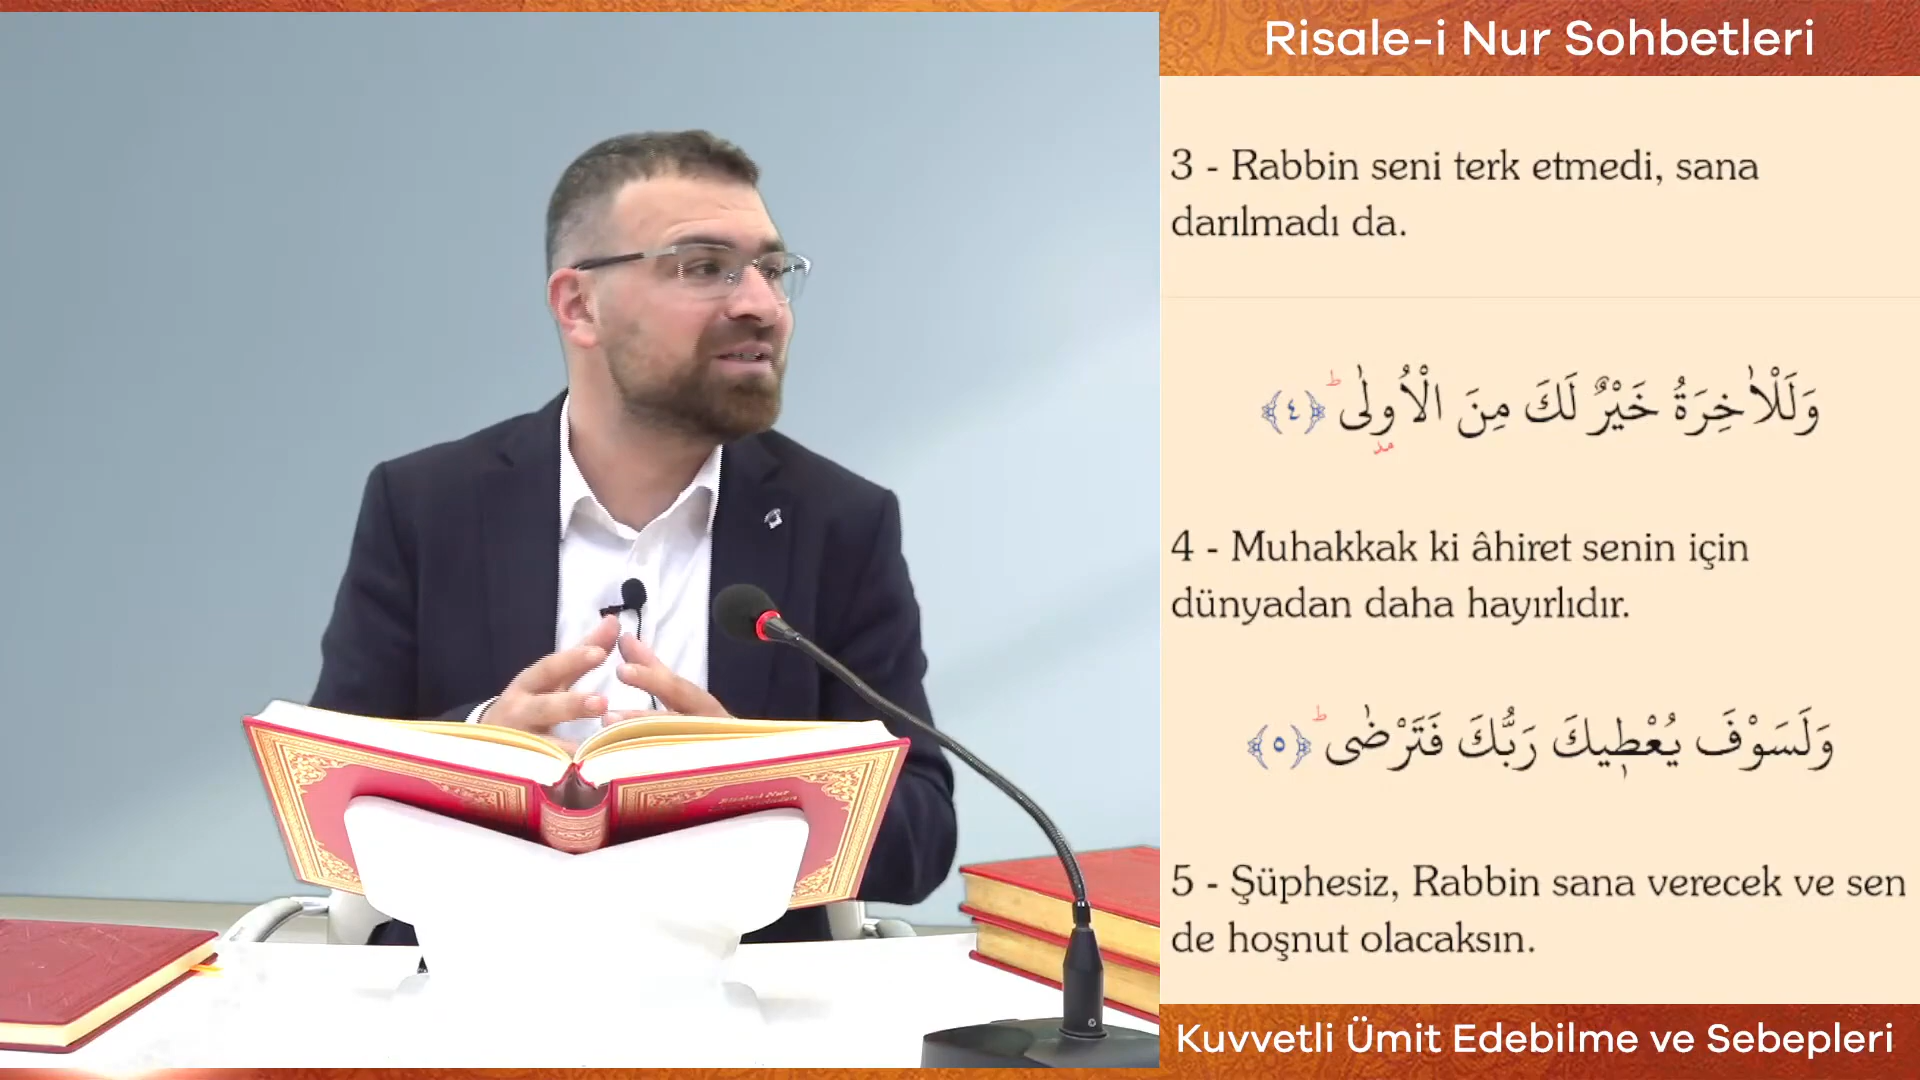 Risale-i Nur Sohbetleri
3 - Rabbin seni terk etmedi, sana
darılmadı da.
وَلَلْاٰخِرَةُ خَيْرٌ لَكَ مِنَ الْاُو۫لٰىۜ ﴿٤﴾
4 - Muhakkak ki âhiret senin için
dünyadan daha hayırlıdır.
وَلَسَوْفَ يُعْط۪يكَ رَبُّكَ فَتَرْضٰىۜ ﴿٥﴾
5 - Şüphesiz, Rabbin sana verecek ve sen
de hoşnut olacaksın.
Kuvvetli Ümit Edebilme ve Sebepleri
Risale-i Nur